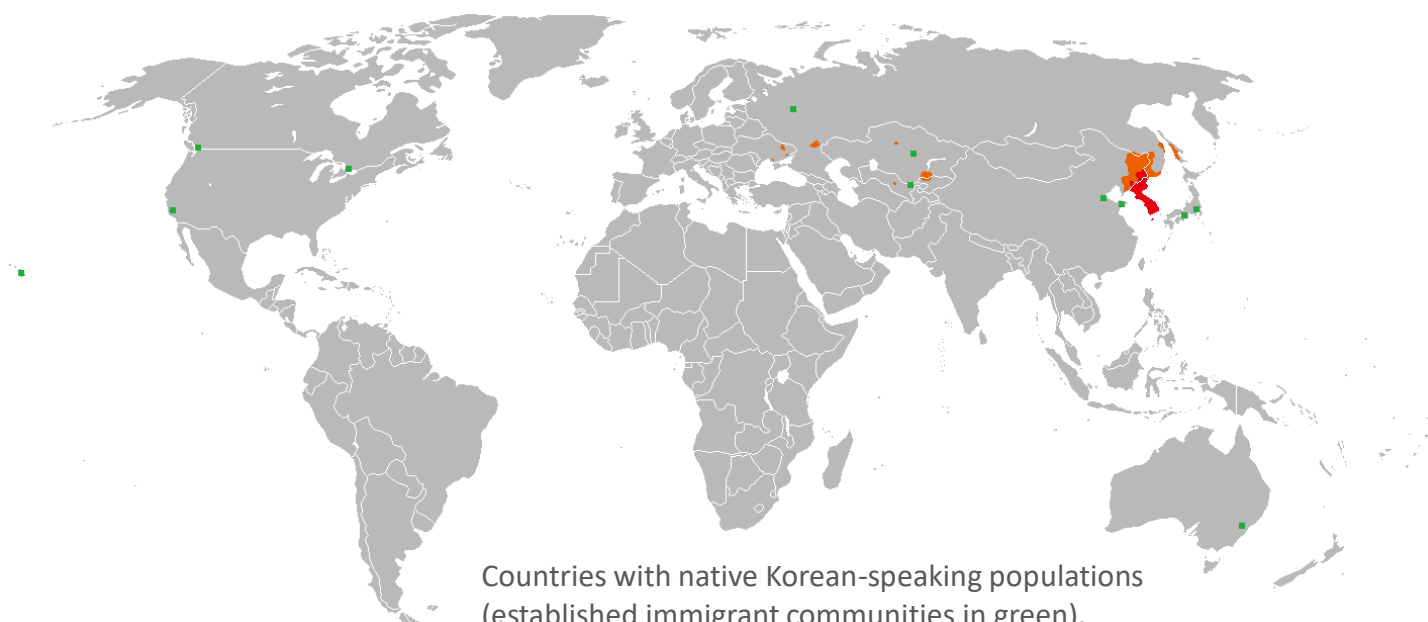 Countries with native Korean-speaking populations
(established immigrant communities in green).